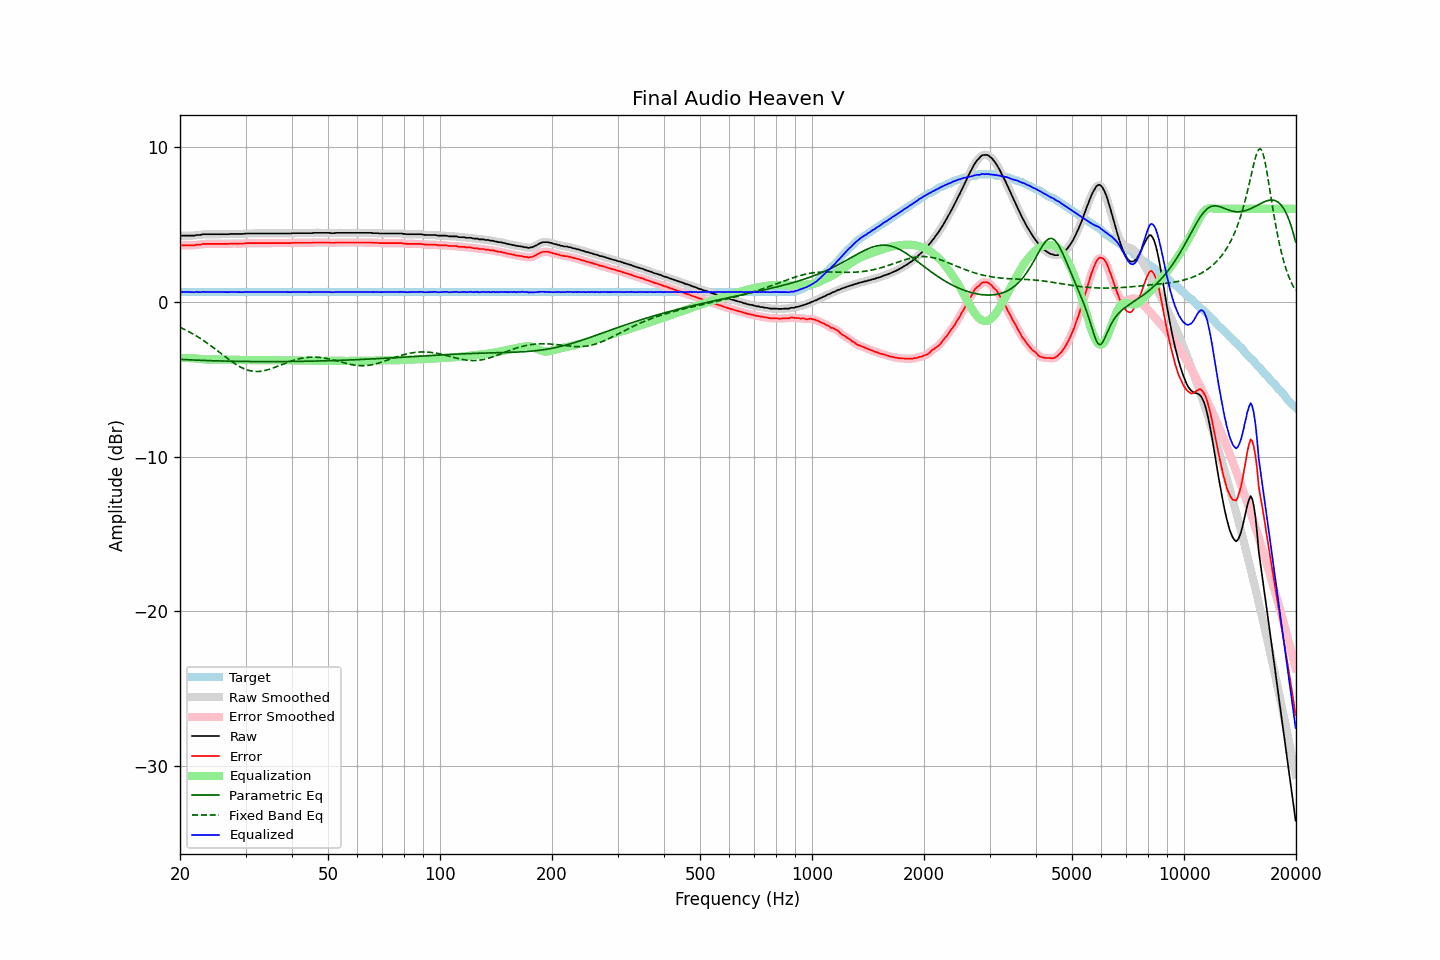 Final Audio Heaven V
Amplitude (dBr)
10
0
−10
−20
−30
Target
Raw Smoothed
Error Smoothed
Raw
Error
Equalization
Parametric Eq
Fixed Band Eq
Equalized
20 50 100 200 500 1000 2000 5000 10000 20000
Frequency (Hz)